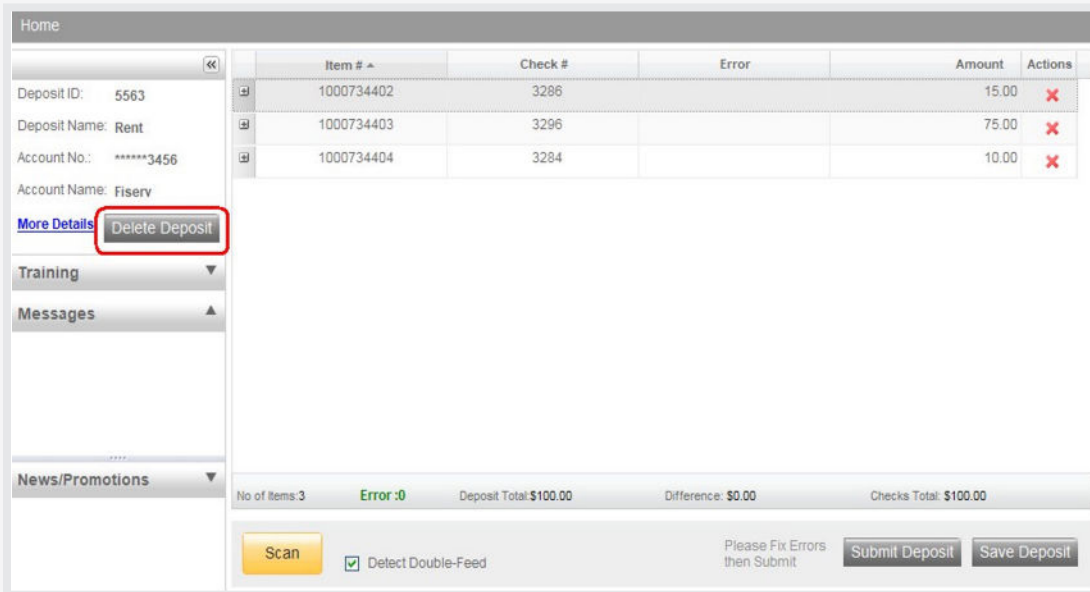 Home
Deposit ID: 5563
Deposit Name: Rent
Account No.: ******3456
Account Name: Fiserv
More Details Delete Deposit
Training
Messages
News/Promotions
Item # Check # Error Amount Actions
1000734402 3286 15.00
1000734403 3296 75.00
1000734404 3284 10.00
No of Items:3 Error :0 Deposit Total:$100.00 Difference: $0.00 Checks Total: $100.00
Scan Detect Double-Feed
Please Fix Errors
then Submit
Submit Deposit Save Deposit